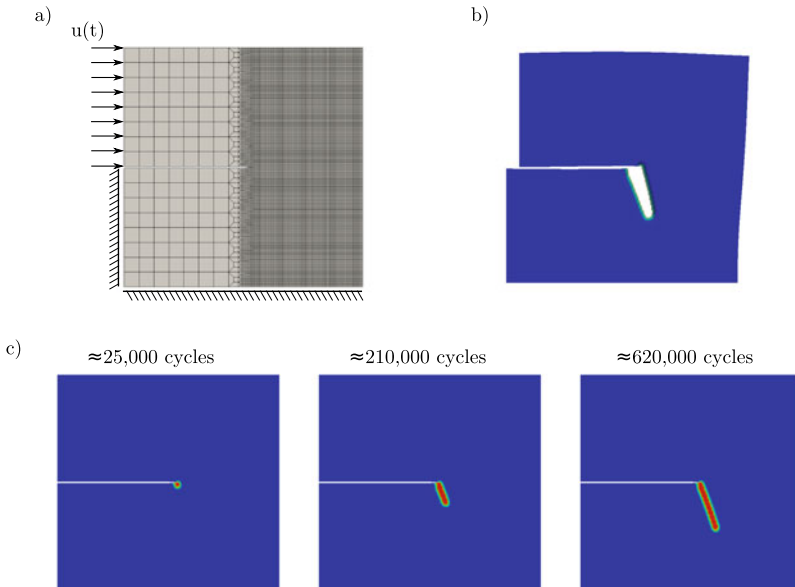 a)
b)
u(t)
c)
≈25,000 cycles
≈210,000 cycles
≈620,000 cycles